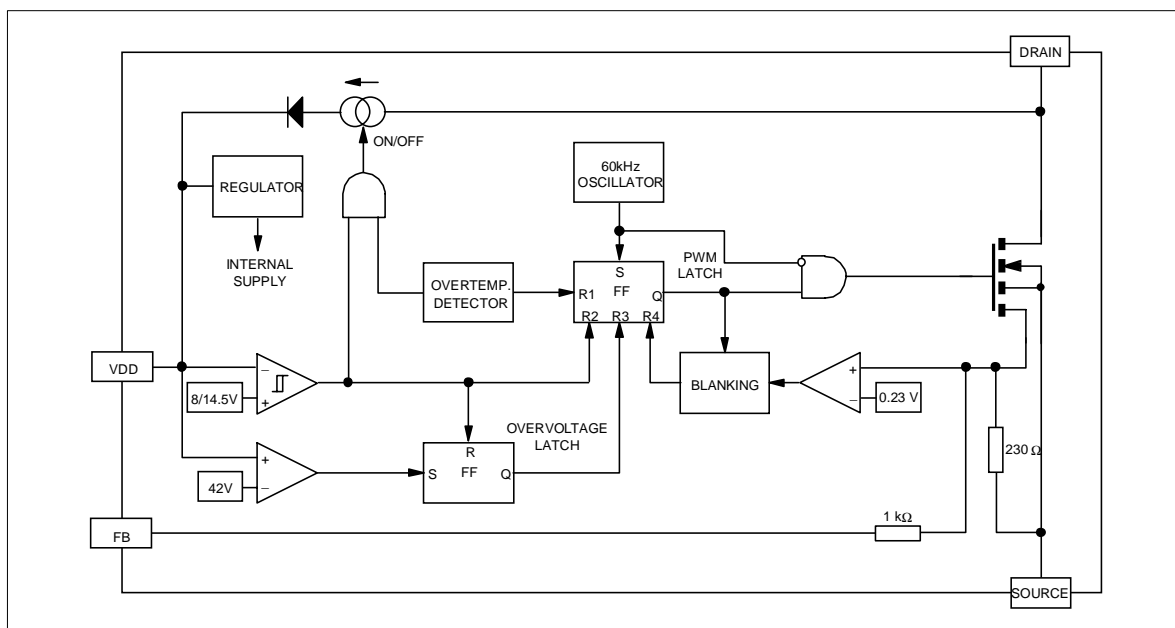 DRAIN
ON/OFF
60kHz
OSCILLATOR
REGULATOR
INTERNAL
SUPPLY
PWM
LATCH
S
FF
Q
R1
R2 R3 R4
OVERTEMP.
DETECTOR
VDD
−
8/14.5V
+
BLANKING
+
−
0.23 V
OVERVOLTAGE
LATCH
R
FF
S
Q
+
−
42V
230 Ω
1 kΩ
FB
SOURCE